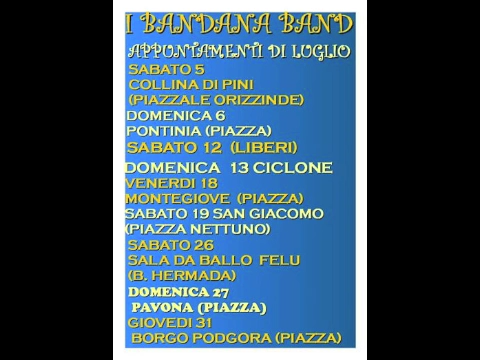 I BANDANA BAND
APPUNTAMENTI DI LUGLIO
SABATO 5
COLLINA DI PINI
(PIAZZALE ORIZZINDE)
DOMENICA 6
PONTINIA (PIAZZA)
SABATO 12 (LIBERI)
DOMENICA 13 CICLONE
VENERDI 18
MONTEGIOVE (PIAZZA)
SABATO 19 SAN GIACOMO
(PIAZZA NETTUNO)
SABATO 26
SALA DA BALLO FELU
(B. HERMADA)
DOMENICA 27
PAVONA (PIAZZA)
GIOVEDI 31
BORGO PODGORA (PIAZZA)